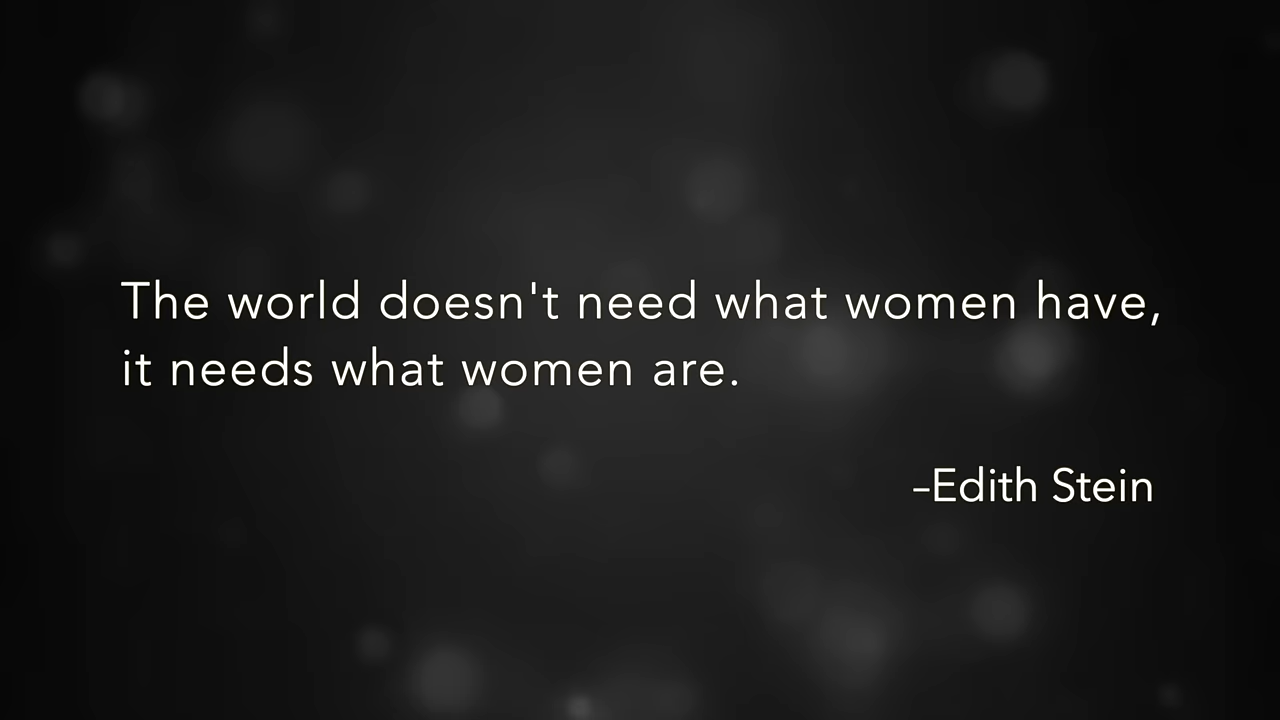 The world doesn't need what women have,
it needs what women are.
–Edith Stein